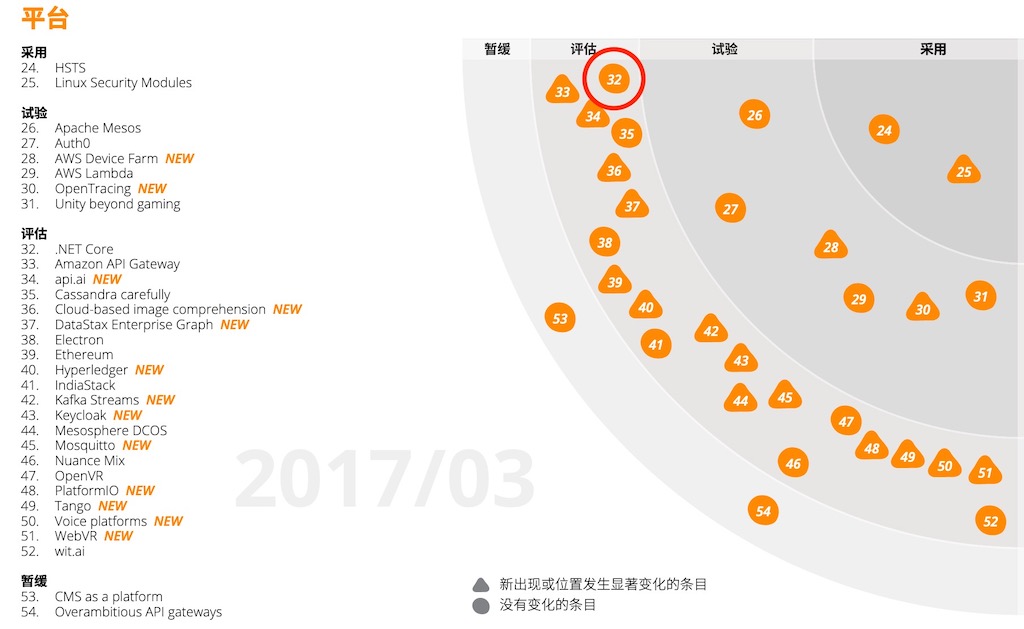 平台
采用
24. HSTS
25. Linux Security Modules
试验
26. Apache Mesos
27. Auth0
28. AWS Device Farm NEW
29. AWS Lambda
30. OpenTracing NEW
31. Unity beyond gaming
评估
32. .NET Core
33. Amazon API Gateway
34. api.ai NEW
35. Cassandra carefully
36. Cloud-based image comprehension NEW
37. DataStax Enterprise Graph NEW
38. Electron
39. Ethereum
40. Hyperledger NEW
41. IndiaStack
42. Kafka Streams NEW
43. Keycloak NEW
44. Mesosphere DCOS
45. Mosquitto NEW
46. Nuance Mix
47. OpenVR
48. PlatformIO NEW
49. Tango NEW
50. Voice platforms NEW
51. WebVR NEW
52. wit.ai
暂缓
53. CMS as a platform
54. Overambitious API gateways
2017/03
暂缓 评估 试验 采用
32
33
34
26
24
35
36
25
37
27
38
28
39
31
29
40
30
53
42
41
43
45
44
47
48
49
46
50
51
54
52
新出现或位置发生显著变化的条目
没有变化的条目